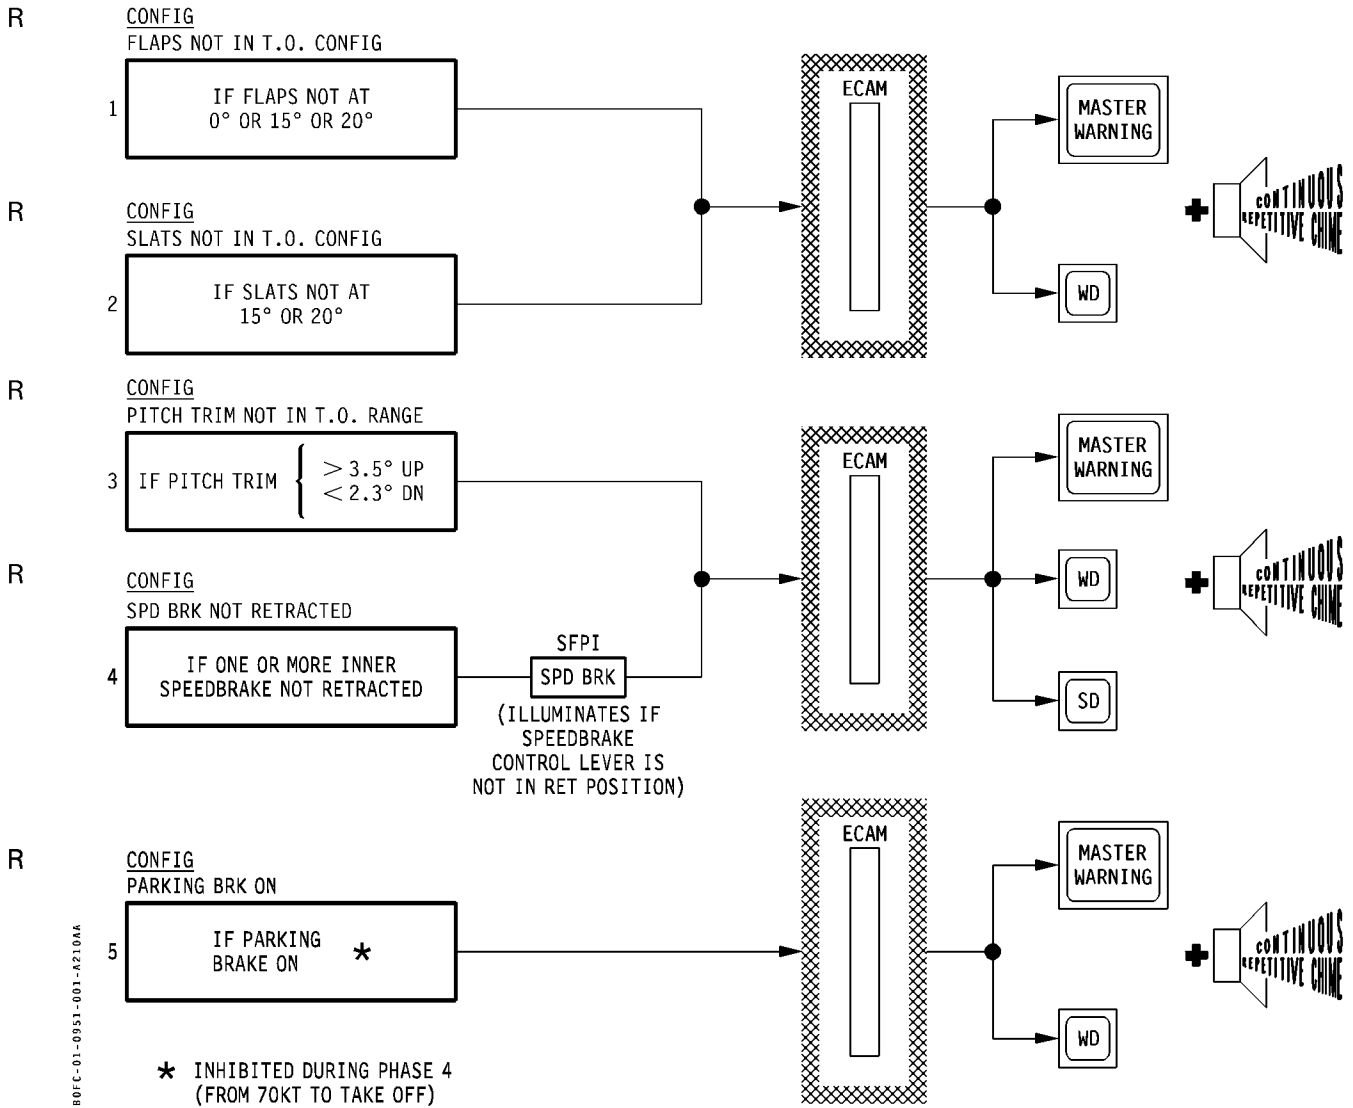 R
CONFIG
FLAPS NOT IN T.O. CONFIG
1
IF FLAPS NOT AT
0° OR 15° OR 20°
ECAM
MASTER
WARNING
WD
CONTINUOUS
REPETITIVE CHIME
R
CONFIG
SLATS NOT IN T.O. CONFIG
2
IF SLATS NOT AT
15° OR 20°
R
CONFIG
PITCH TRIM NOT IN T.O. RANGE
3
IF PITCH TRIM
> 3.5° UP
< 2.3° DN
ECAM
MASTER
WARNING
WD
SD
CONTINUOUS
REPETITIVE CHIME
R
CONFIG
SPD BRK NOT RETRACTED
4
IF ONE OR MORE INNER
SPEEDBRAKE NOT RETRACTED
SFPI
SPD BRK
(ILLUMINATES IF
SPEEDBRAKE
CONTROL LEVER IS
NOT IN RET POSITION)
R
CONFIG
PARKING BRK ON
5
IF PARKING
BRAKE ON *
ECAM
MASTER
WARNING
WD
CONTINUOUS
REPETITIVE CHIME
* INHIBITED DURING PHASE 4
(FROM 70KT TO TAKE OFF)
B0FC-01-0951-001-A210AA